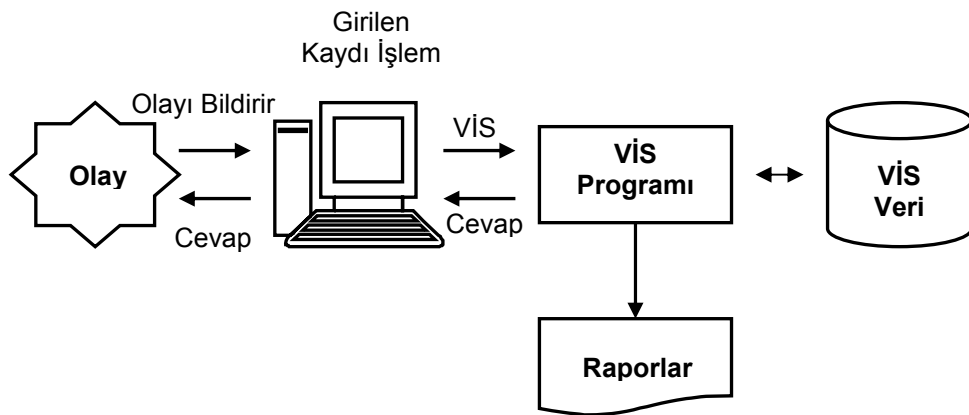 Girilen
Kaydı İşlem
Olayı Bildirir
VİS
Olay
VİS
Programı
VİS
Veri
Cevap
Cevap
Raporlar